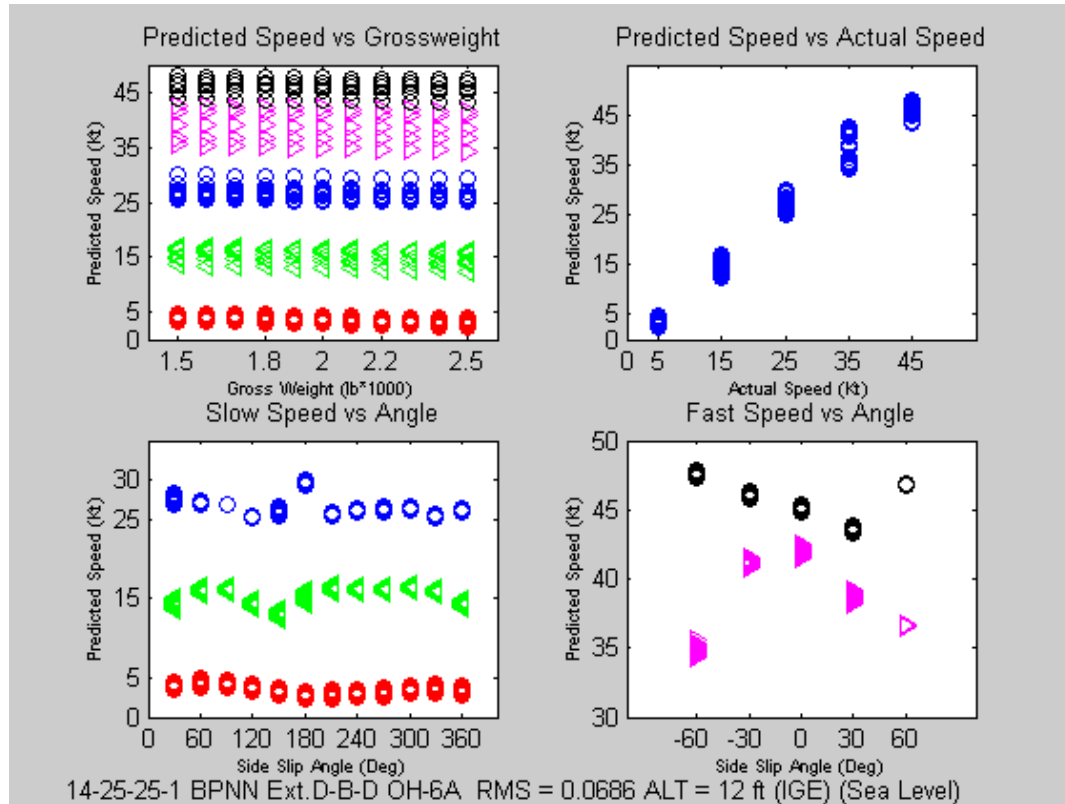 Predicted Speed vs Grossweight
Predicted Speed (Kt)
45
35
25
15
5
0
1.5 1.8 2 2.2 2.5
Gross Weight (lb*1000)
Predicted Speed vs Actual Speed
Predicted Speed (Kt)
45
35
25
15
5
0
0 5 15 25 35 45
Actual Speed (Kt)
Slow Speed vs Angle
Predicted Speed (Kt)
30
25
15
5
0
0 60 120 180 240 300 360
Side Slip Angle (Deg)
Fast Speed vs Angle
Predicted Speed (Kt)
50
45
40
35
30
-60 -30 0 30 60
Side Slip Angle (Deg)
14-25-25-1 BPNN Ext.D-B-D OH-6A RMS = 0.0686 ALT = 12 ft (IGE) (Sea Level)